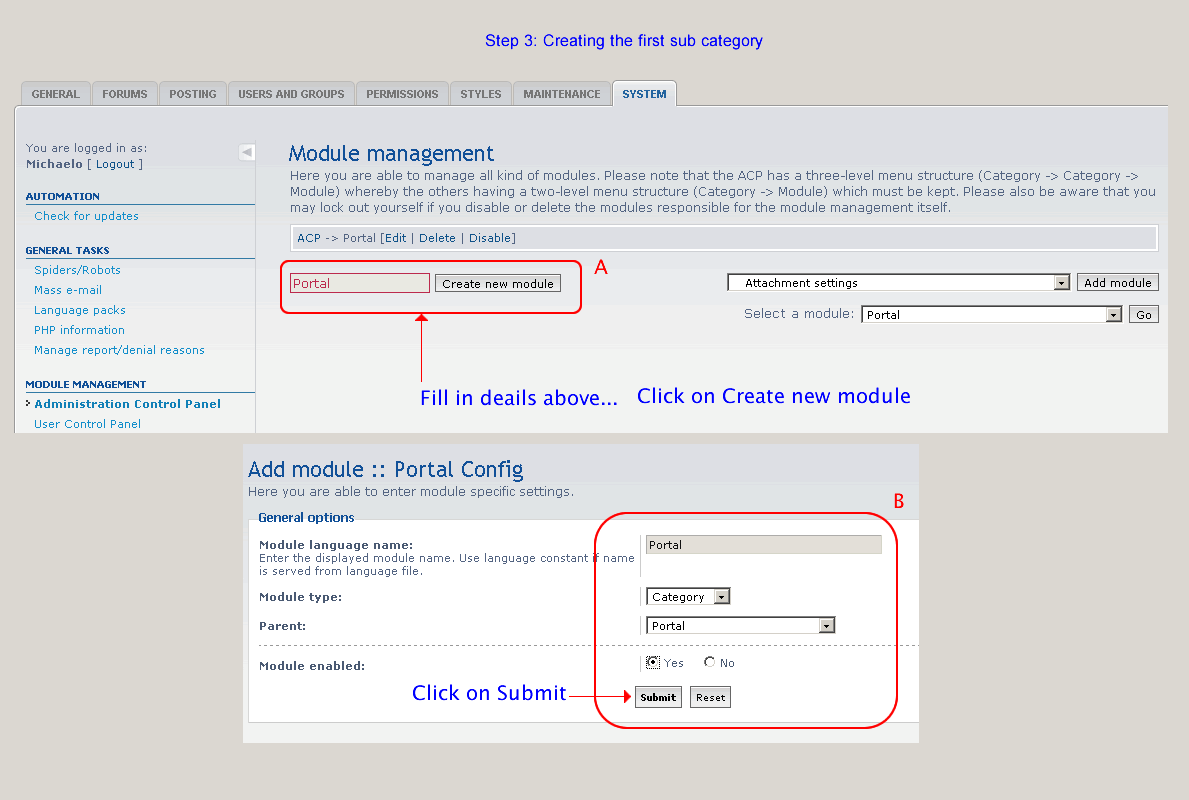 Step 3: Creating the first sub category
GENERAL FORUMS POSTING USERS AND GROUPS PERMISSIONS STYLES MAINTENANCE SYSTEM
You are logged in as:
Michaelo [ Logout ]
AUTOMATION
Check for updates
GENERAL TASKS
Spiders/Robots
Mass e-mail
Language packs
PHP information
Manage report/denial reasons
MODULE MANAGEMENT
Administration Control Panel
User Control Panel
Module management
Here you are able to manage all kind of modules. Please note that the ACP has a three-level menu structure (Category -> Category ->
Module) whereby the others having a two-level menu structure (Category -> Module) which must be kept. Please also be aware that you
may lock out yourself if you disable or delete the modules responsible for the module management itself.
ACP -> Portal [Edit | Delete | Disable]
Portal Create new module A
Attachment settings Add module
Select a module: Portal Go
Fill in deails above... Click on Create new module
Add module :: Portal Config
Here you are able to enter module specific settings.
B
General options
Module language name: Portal
Enter the displayed module name. Use language constant if name
is served from language file.
Module type: Category
Parent: Portal
Module enabled: Yes No
Click on Submit Submit Reset